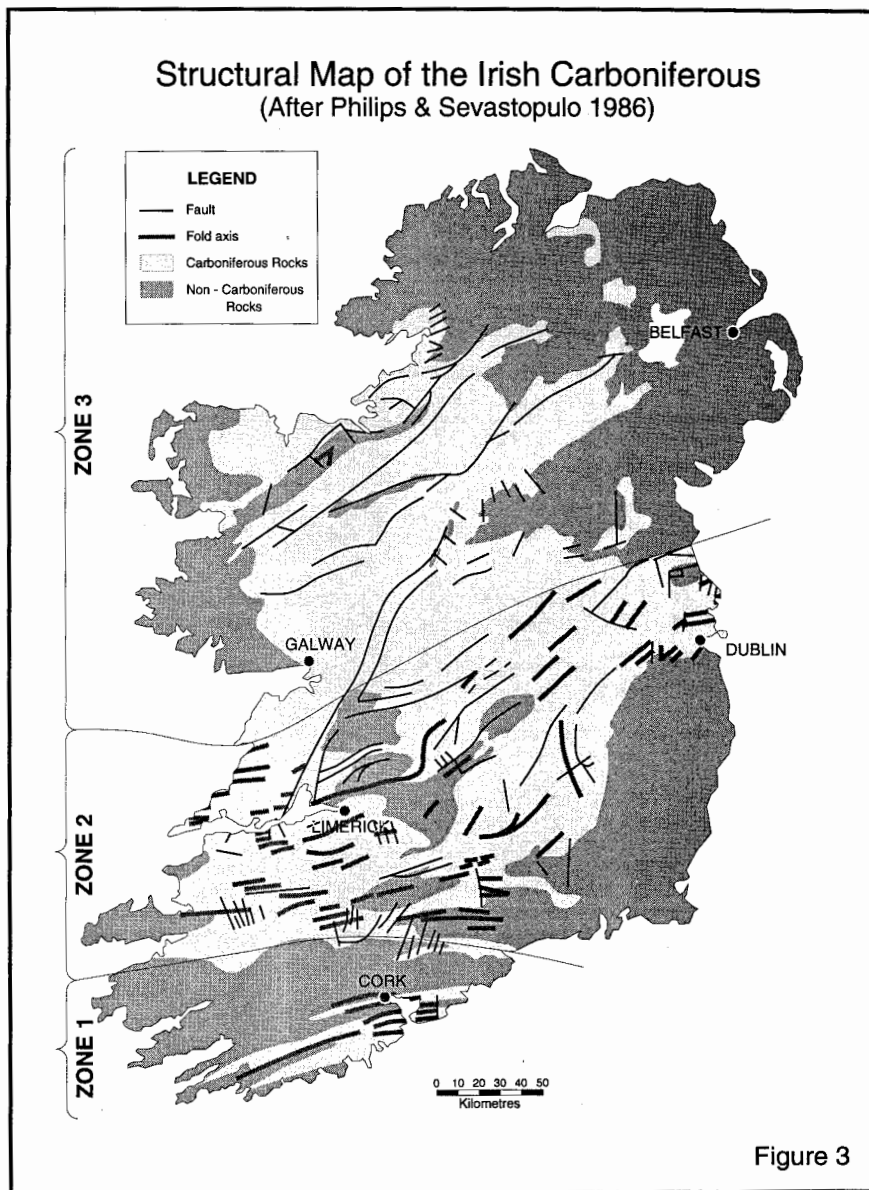 Structural Map of the Irish Carboniferous
(After Philips & Sevastopulo 1986)
LEGEND
Fault
Fold axis
Carboniferous Rocks
Non - Carboniferous
Rocks
ZONE 3
BELFAST
GALWAY
DUBLIN
ZONE 2
LIMERICK
CORK
ZONE 1
0 10 20 30 40 50
Kilometres
Figure 3